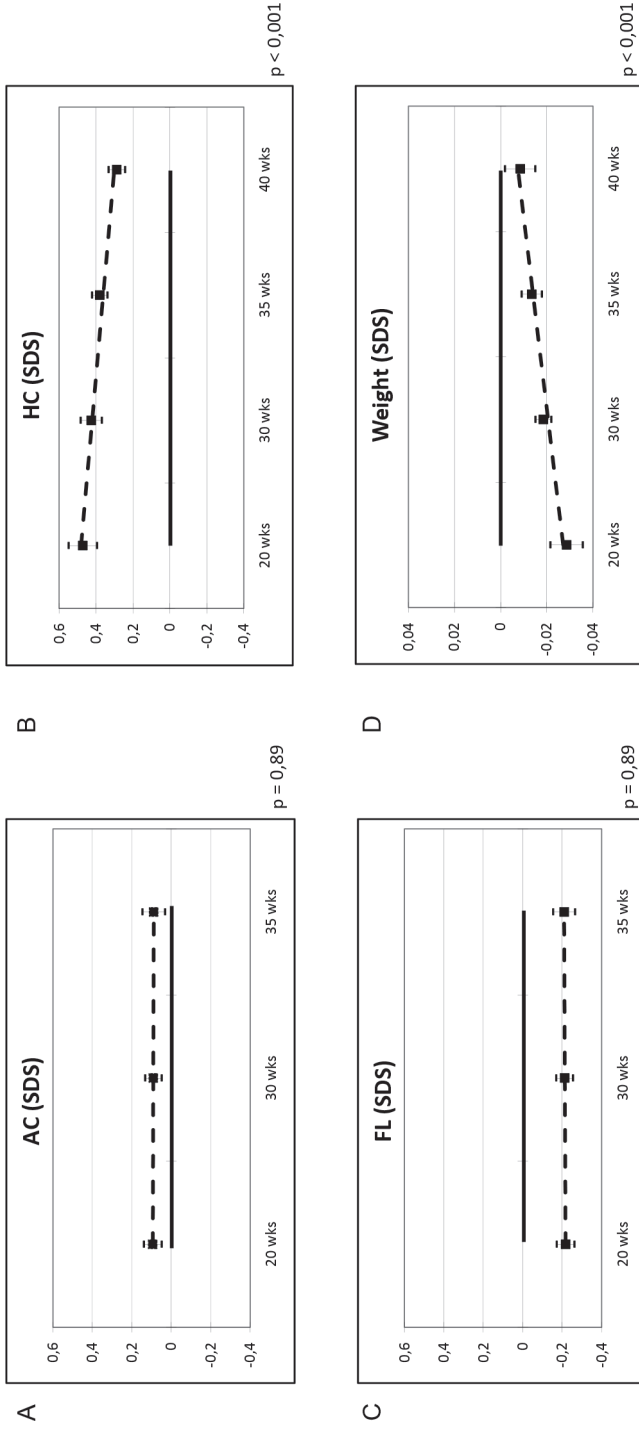 A
AC (SDS)
0,6
0,4
0,2
0
-0,2
-0,4
20 wks 30 wks 35 wks
p = 0,89
B
HC (SDS)
0,6
0,4
0,2
0
-0,2
-0,4
20 wks 30 wks 35 wks 40 wks
p < 0,001
C
FL (SDS)
0,6
0,4
0,2
0
-0,2
-0,4
20 wks 30 wks 35 wks
p = 0,89
D
Weight (SDS)
0,04
0,02
0
-0,02
-0,04
20 wks 30 wks 35 wks 40 wks
p < 0,001